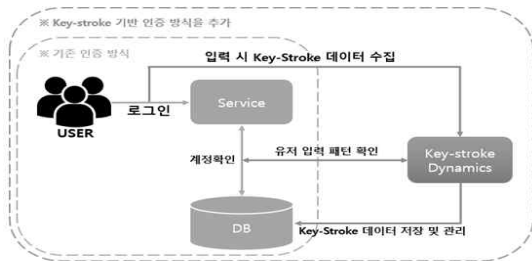 ※ Key-stroke 기반 인증 방식을 추가
※ 기존 인증 방식
입력 시 Key-Stroke 데이터 수집
Service
USER
로그인
계정확인
유저 입력 패턴 확인
Key-stroke
Dynamics
DB
Key-Stroke 데이터 저장 및 관리